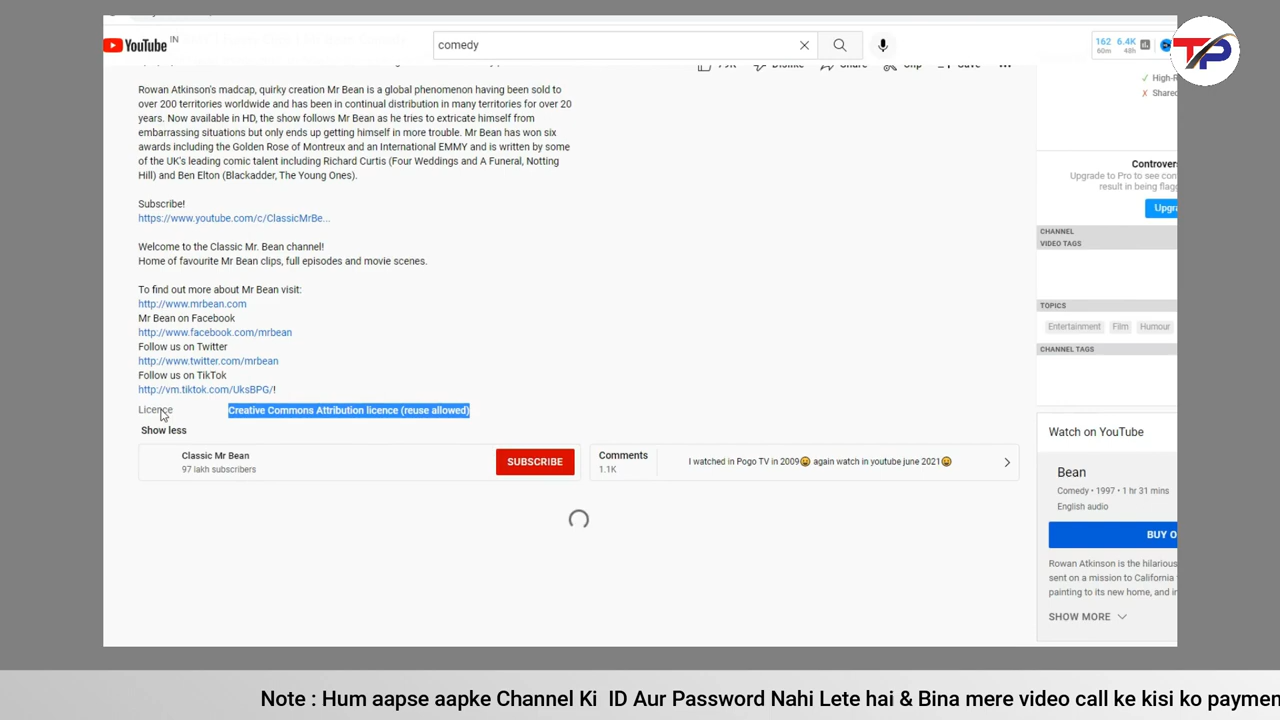 YouTube IN
comedy
162 6.4K
60m 48h
TP
Share
Save
Rowan Atkinson's madcap, quirky creation Mr Bean is a global phenomenon having been sold to
over 200 territories worldwide and has been in continual distribution in many territories for over 20
years. Now available in HD, the show follows Mr Bean as he tries to extricate himself from
embarrassing situations but only ends up getting himself in more trouble. Mr Bean has won six
awards including the Golden Rose of Montreux and an International EMMY and is written by some
of the UK's leading comic talent including Richard Curtis (Four Weddings and A Funeral, Notting
Hill) and Ben Elton (Blackadder, The Young Ones).
Subscribe!
https://www.youtube.com/c/ClassicMrBe...
Welcome to the Classic Mr. Bean channel!
Home of favourite Mr Bean clips, full episodes and movie scenes.
To find out more about Mr Bean visit:
http://www.mrbean.com
Mr Bean on Facebook
http://www.facebook.com/mrbean
Follow us on Twitter
http://www.twitter.com/mrbean
Follow us on TikTok
http://vm.tiktok.com/UksBPG/!
Licence Creative Commons Attribution licence (reuse allowed)
Show less
Classic Mr Bean
97 lakh subscribers
SUBSCRIBE
Comments
1.1K
I watched in Pogo TV in 2009😆 again watch in youtube june 2021😆
✓ High-R
✗ Shared
Controver
Upgrade to Pro to see con
result in being flag
Upgra
CHANNEL
VIDEO TAGS
TOPICS
Entertainment Film Humour
CHANNEL TAGS
Watch on YouTube
Bean
Comedy • 1997 • 1 hr 31 mins
English audio
BUY O
Rowan Atkinson is the hilarious
sent on a mission to California
painting to its new home, and in
SHOW MORE
Note : Hum aapse aapke Channel Ki ID Aur Password Nahi Lete hai & Bina mere video call ke kisi ko paymen